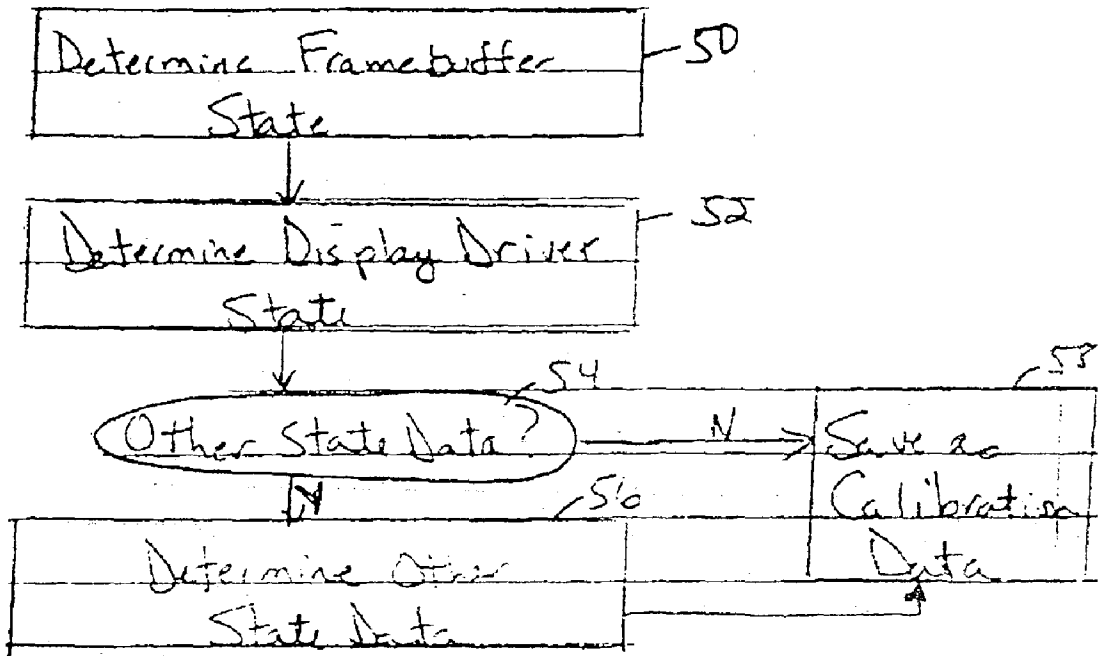 Determine Framebuffer
State
50
Determine Display Driver
State
52
Other State Data?
54
N
Y
Save as
Calibration
Data
58
Determine Other
State Data
56